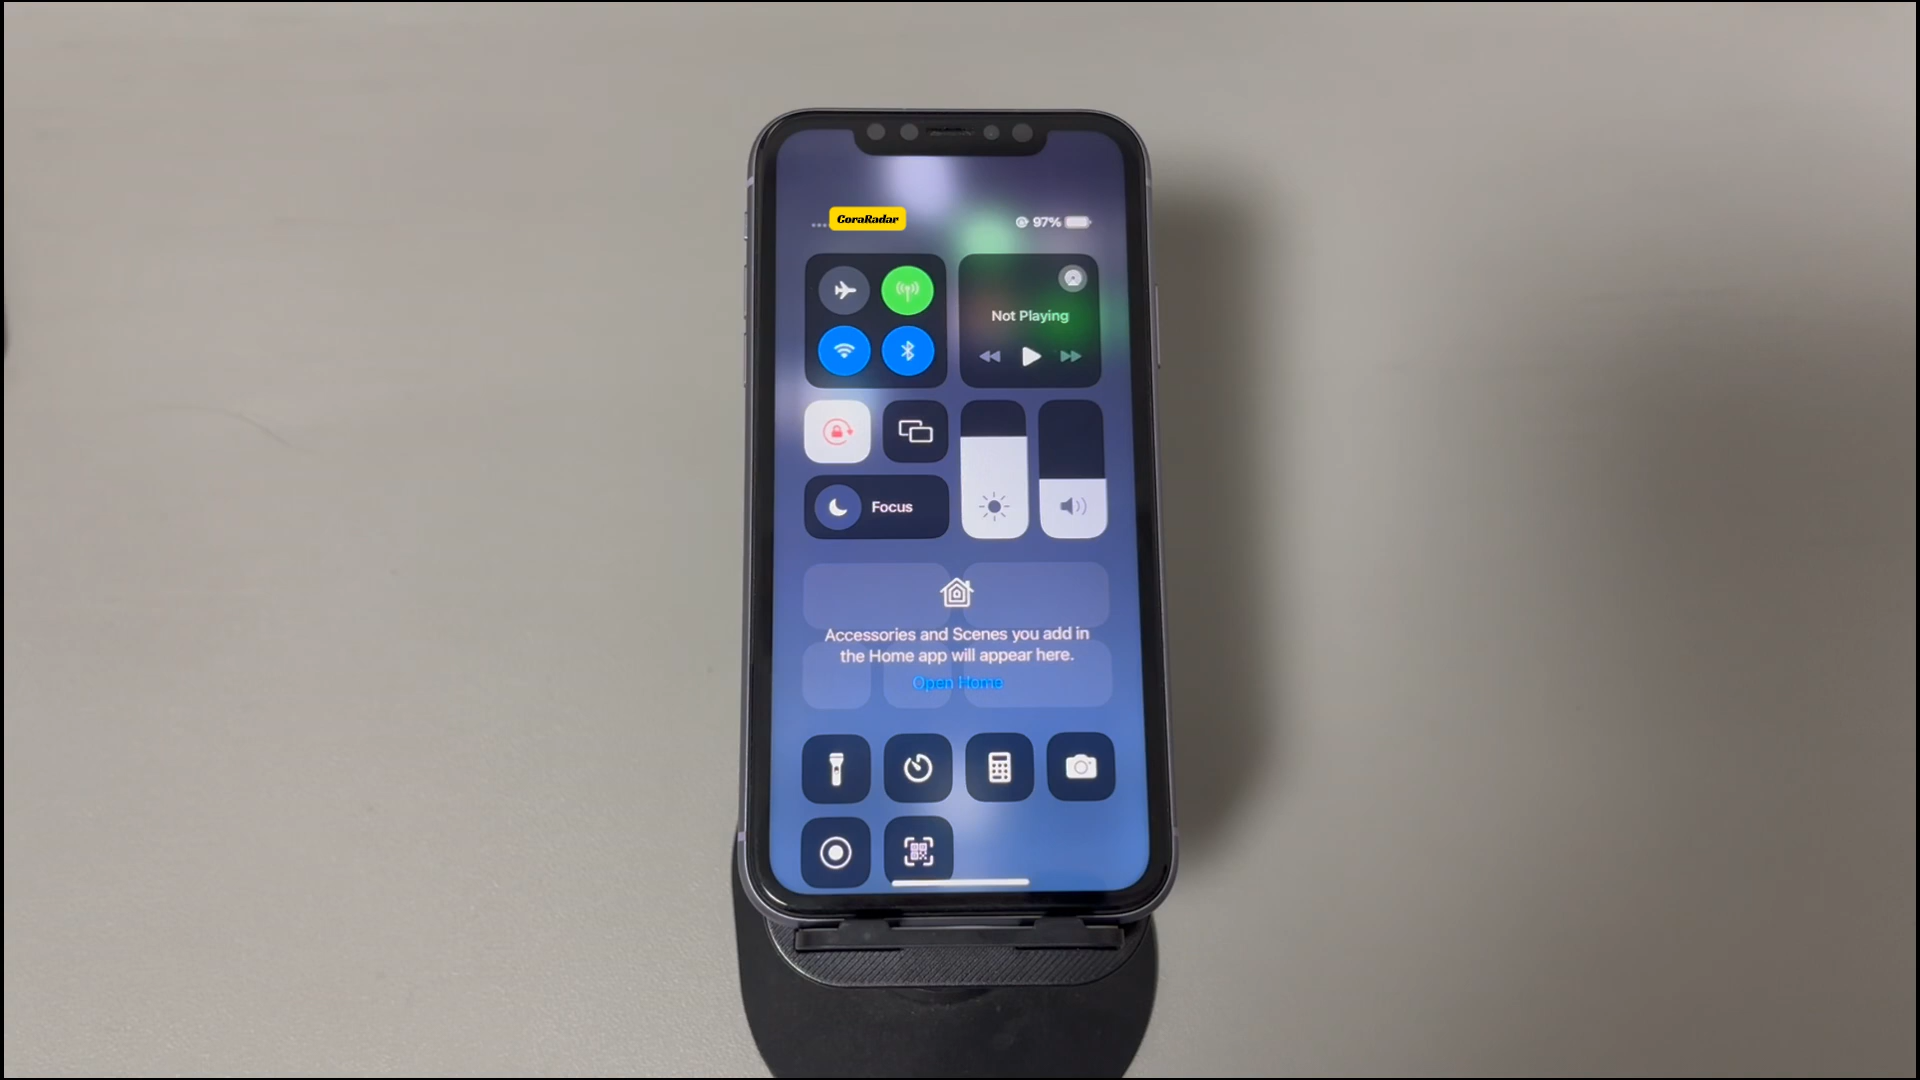 CoraRadar
97%
Not Playing
Focus
Accessories and Scenes you add in
the Home app will appear here.
Open Home